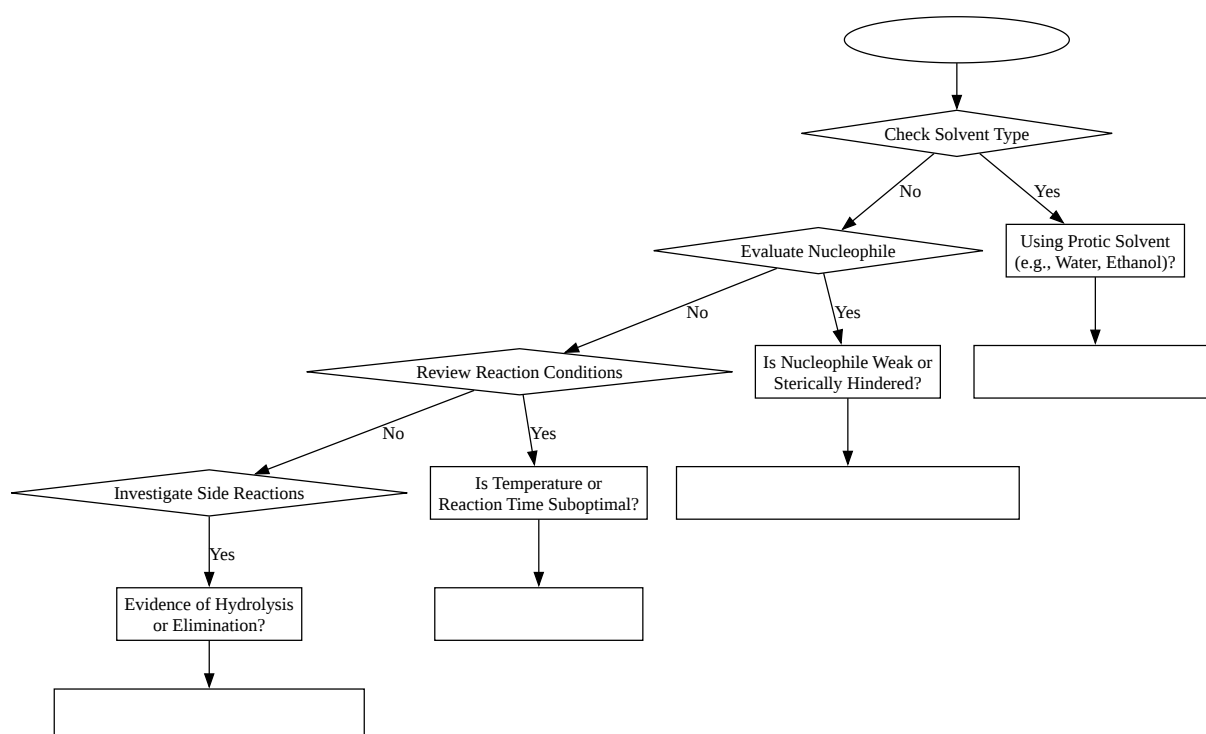 Check Solvent Type
No
Yes
Evaluate Nucleophile
Using Protic Solvent
(e.g., Water, Ethanol)?
No
Yes
Review Reaction Conditions
Is Nucleophile Weak or
Sterically Hindered?
No
Yes
Investigate Side Reactions
Is Temperature or
Reaction Time Suboptimal?
Yes
Evidence of Hydrolysis
or Elimination?